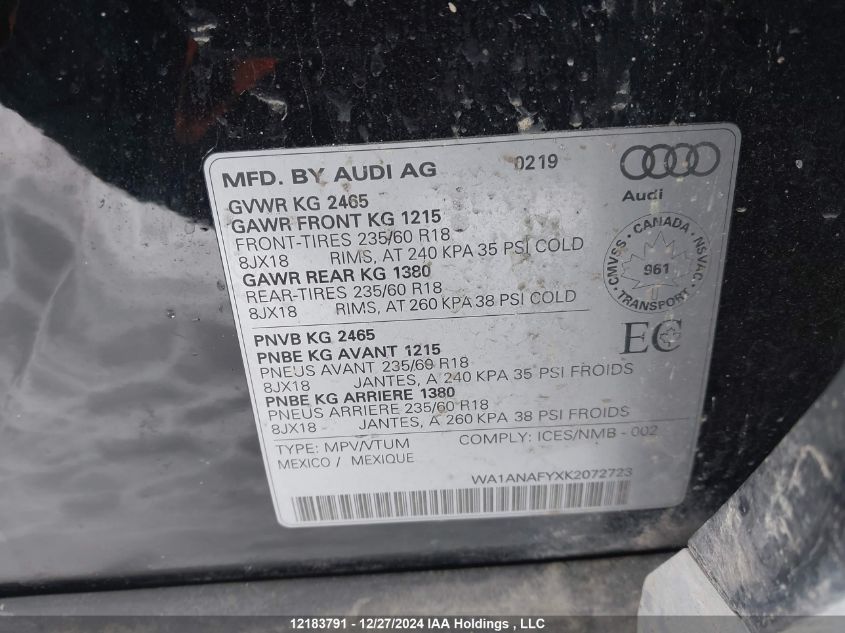 MFD. BY AUDI AG 0219
Audi
GVWR KG 2465
GAWR FRONT KG 1215
FRONT-TIRES 235/60 R18
8JX18 RIMS, AT 240 KPA 35 PSI COLD
GAWR REAR KG 1380
REAR-TIRES 235/60 R18
8JX18 RIMS, AT 260 KPA 38 PSI COLD
CMVSS - CANADA - NSVAC
961
- TRANSPORT -
EC
PNVB KG 2465
PNBE KG AVANT 1215
PNEUS AVANT 235/60 R18
8JX18 JANTES, A 240 KPA 35 PSI FROIDS
PNBE KG ARRIERE 1380
PNEUS ARRIERE 235/60 R18
8JX18 JANTES, A 260 KPA 38 PSI FROIDS
TYPE: MPV/VTUM COMPLY: ICES/NMB - 002
MEXICO / MEXIQUE
WA1ANAFYXK2072723
12183791 - 12/27/2024 IAA Holdings , LLC